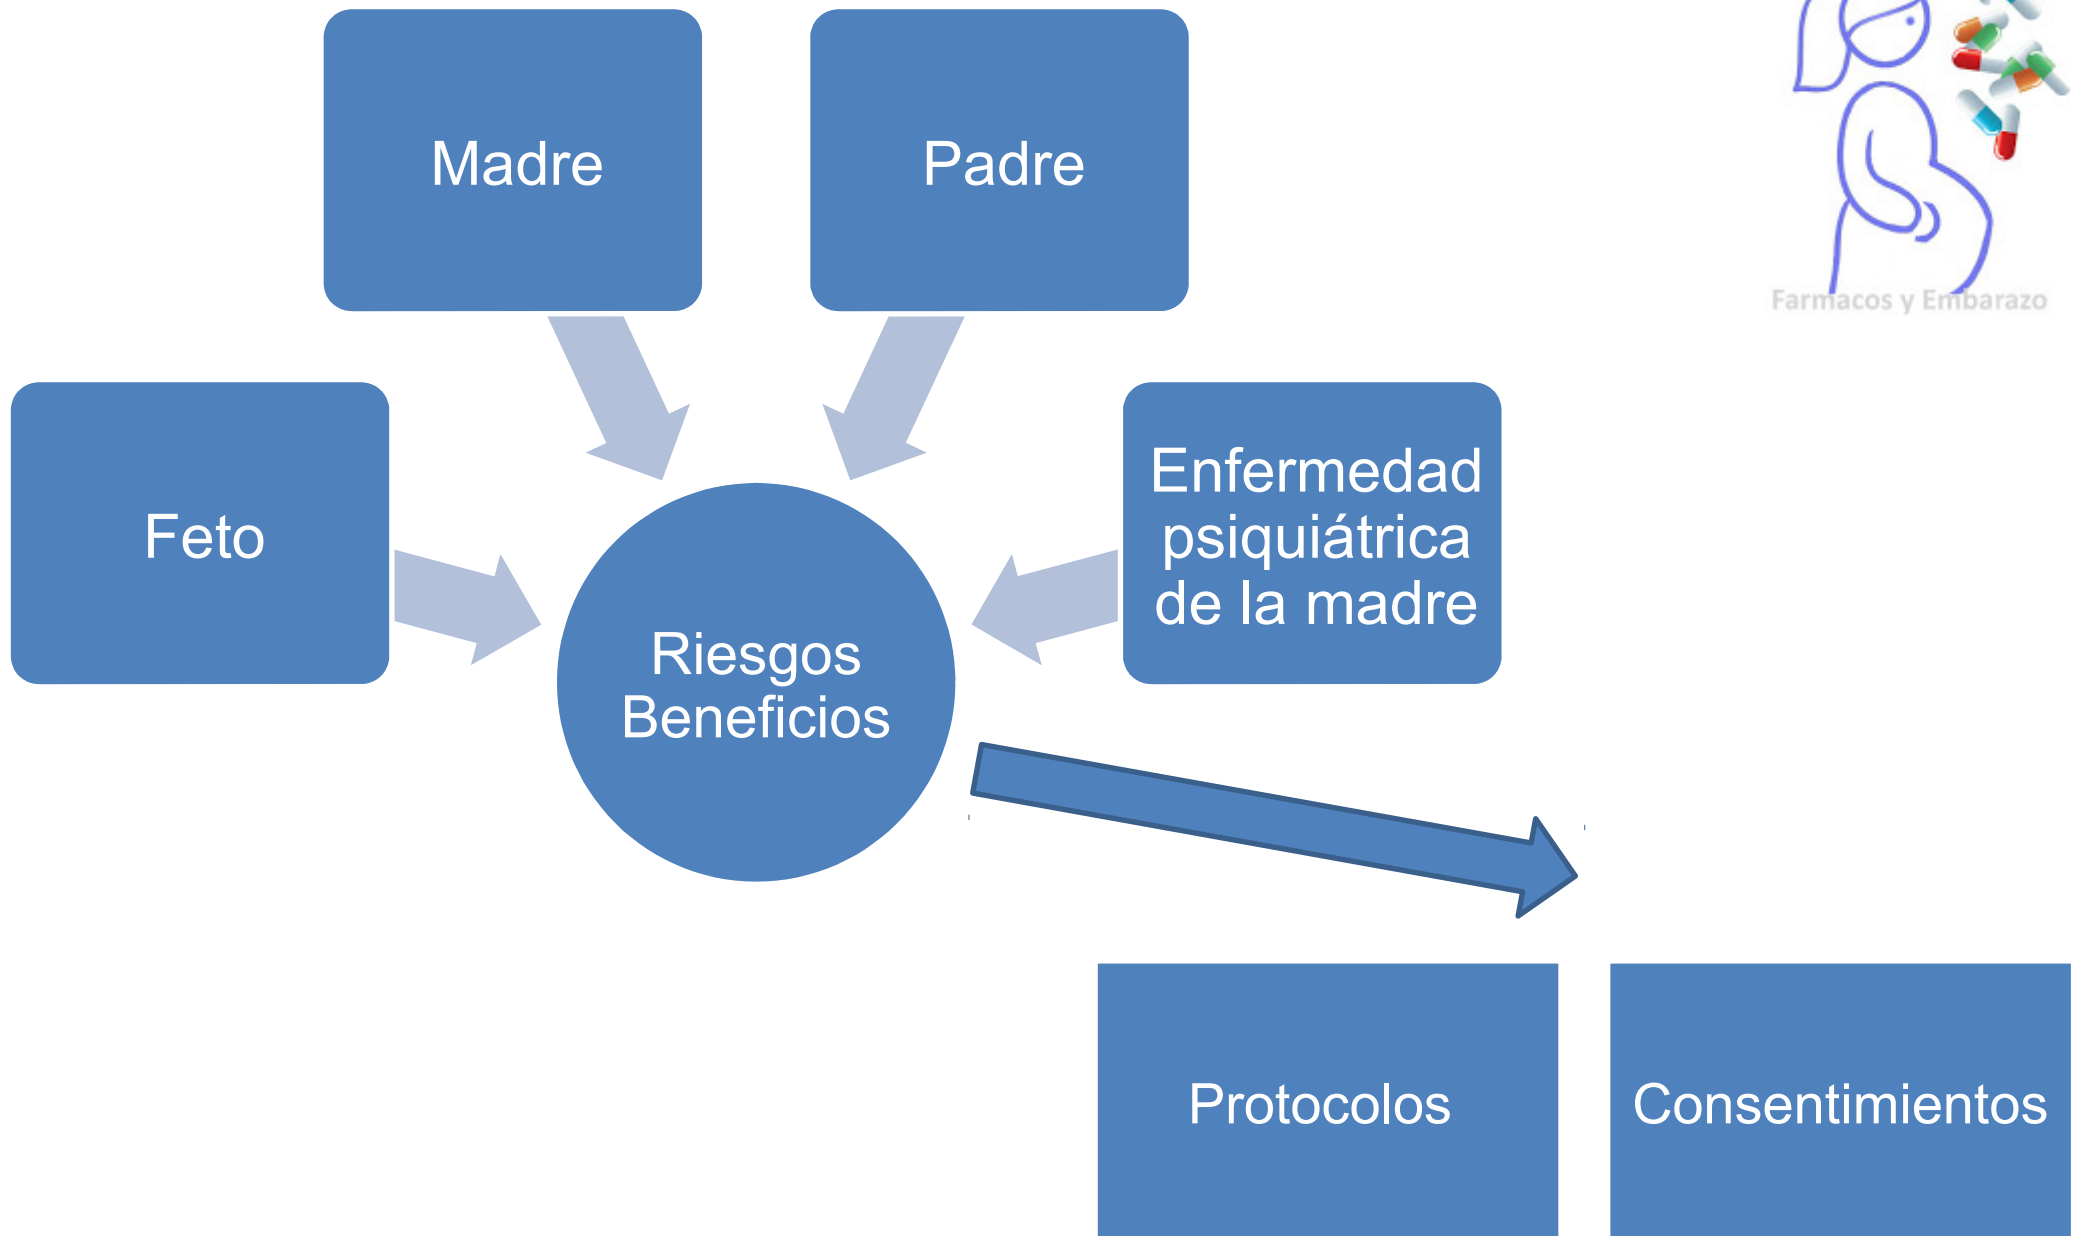 Madre
Padre
Farmacos y Embarazo
Feto
Enfermedad
psiquiátrica
de la madre
Riesgos
Beneficios
Protocolos
Consentimientos